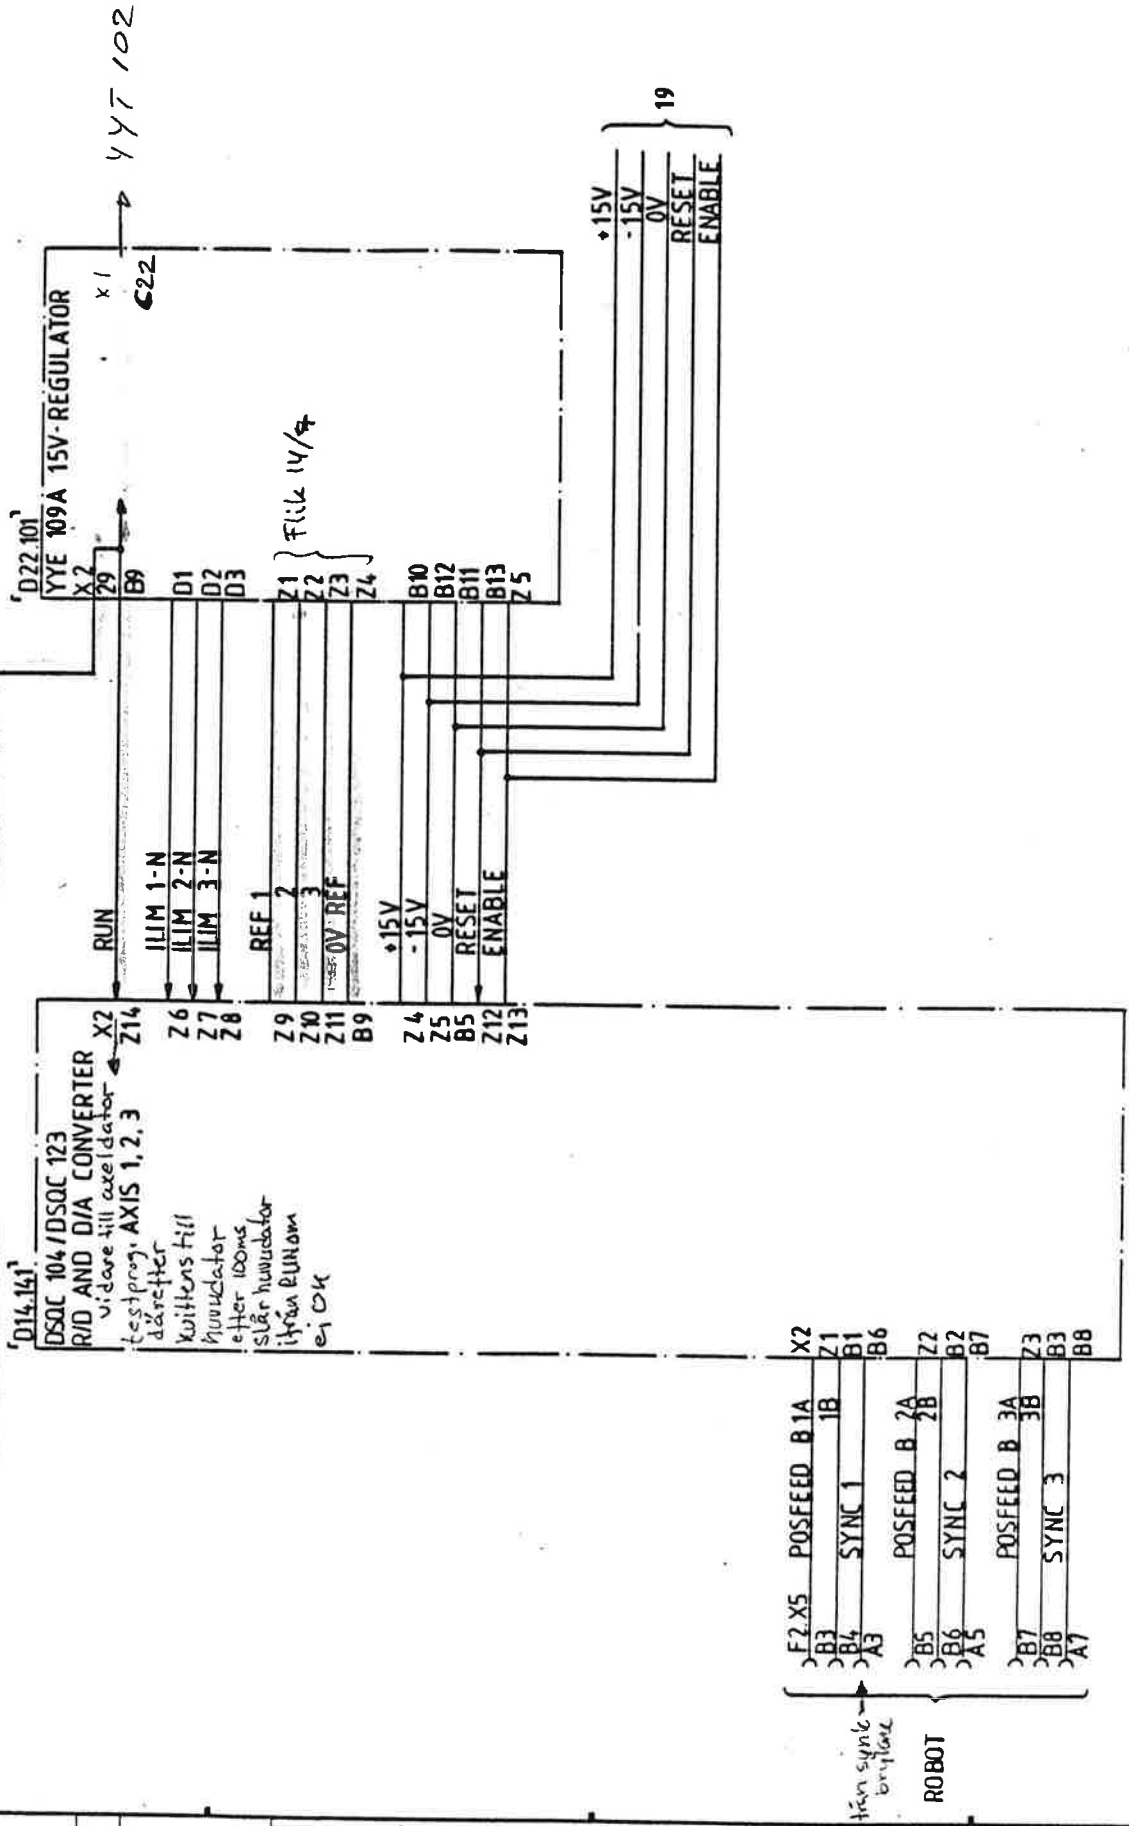 D14.141
DSQC 104/DSQC 123
R/D AND D/A CONVERTER
vidare till axeldator
testprog. AXIS 1, 2, 3
därefter
kvittens till
huvudator
efter 100ms
slår huvudator
ifrån RUN om
ej OK
X2
Z14
Z6
Z7
Z8
Z9
Z10
Z11
B9
Z4
Z5
B5
Z12
Z13
RUN
ILIM 1-N
ILIM 2-N
ILIM 3-N
REF 1
2
3
0V REF
+15V
-15V
0V
RESET
ENABLE
D22.101
YYE 109A 15V-REGULATOR
X2
Z9
B9
D1
D2
D3
Z1
Z2
Z3
Z4
Flik 14/
B10
B12
B11
B13
Z5
X1
C22
YYT 102
+15V
-15V
0V
RESET
ENABLE
19
F2.X5 POSFEED B 1A X2
B3 1B Z1
B4 SYNC 1 B1
A3 B6
POSFEED B 2A
B5 2B Z2
B6 SYNC 2 B2
A5 B7
POSFEED B 3A
B7 3B Z3
B8 SYNC 3 B3
A7 B8
från synk
brytare
ROBOT